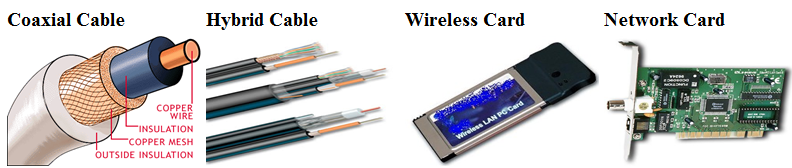 Coaxial Cable
Hybrid Cable
Wireless Card
Network Card
COPPER
WIRE
INSULATION
COPPER MESH
OUTSIDE INSULATION
Wireless LAN PC Card